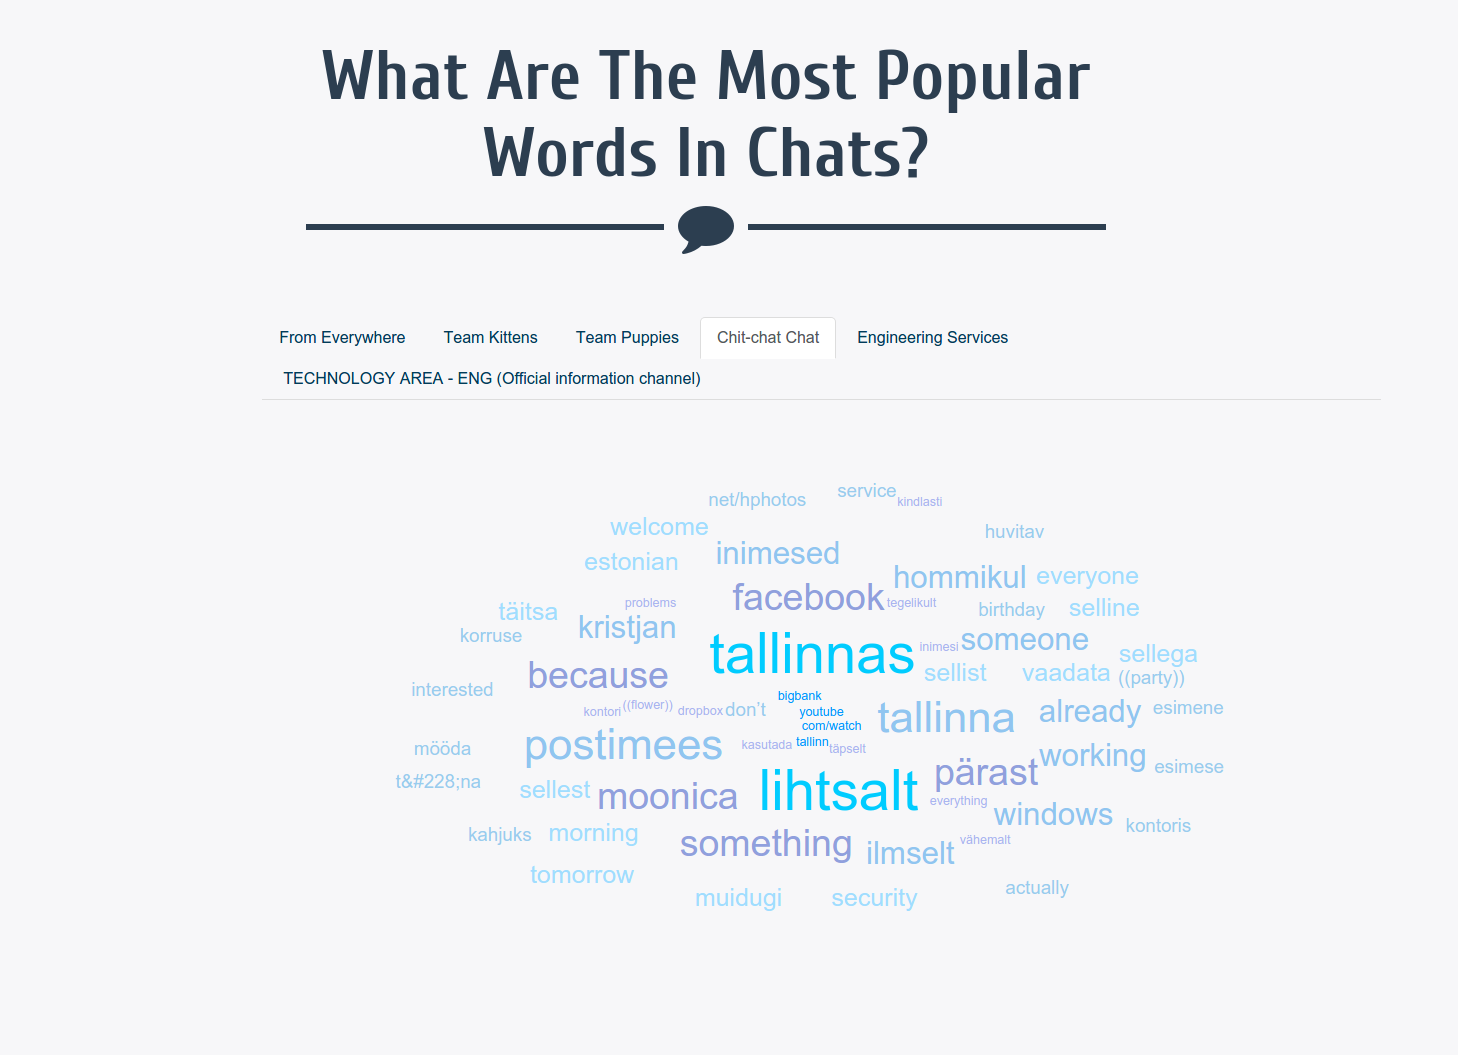 What Are The Most Popular
Words In Chats?
From Everywhere Team Kittens Team Puppies Chit-chat Chat Engineering Services
TECHNOLOGY AREA - ENG (Official information channel)
service
net/hphotos
kindlasti
welcome
huvitav
inimesed
estonian
hommikul
everyone
facebook
problems
tegelikult
selline
birthday
täitsa
kristjan
korruse
someone
inimesi
tallinnas
sellega
sellist
vaadata
because
((party))
interested
bigbank
((flower))
esimene
don't
dropbox
kontori
youtube
already
tallinna
com/watch
tallinn
postimees
kasutada
täpselt
mööda
working
esimese
pärast
t&#228;na
sellest
lihtsalt
moonica
everything
windows
kontoris
morning
kahjuks
vähemalt
something
ilmselt
tomorrow
actually
muidugi
security